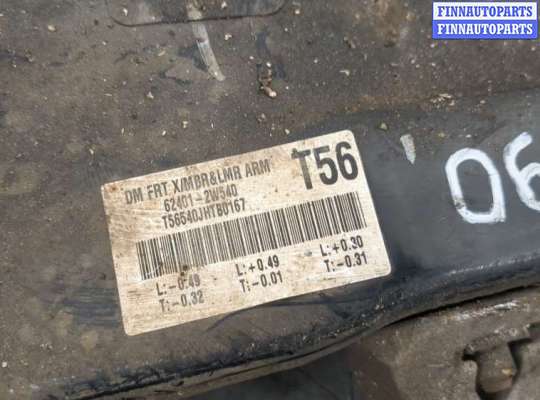 FINNAUTOPARTS
FINNAUTOPARTS
DM FRT X/MBR&LMR ARM
T56
62401-2W540
T56540JHTB0167
L:-0.49 L:+0.49 L:+0.30
T:-0.32 T:-0.01 T:-0.31
06